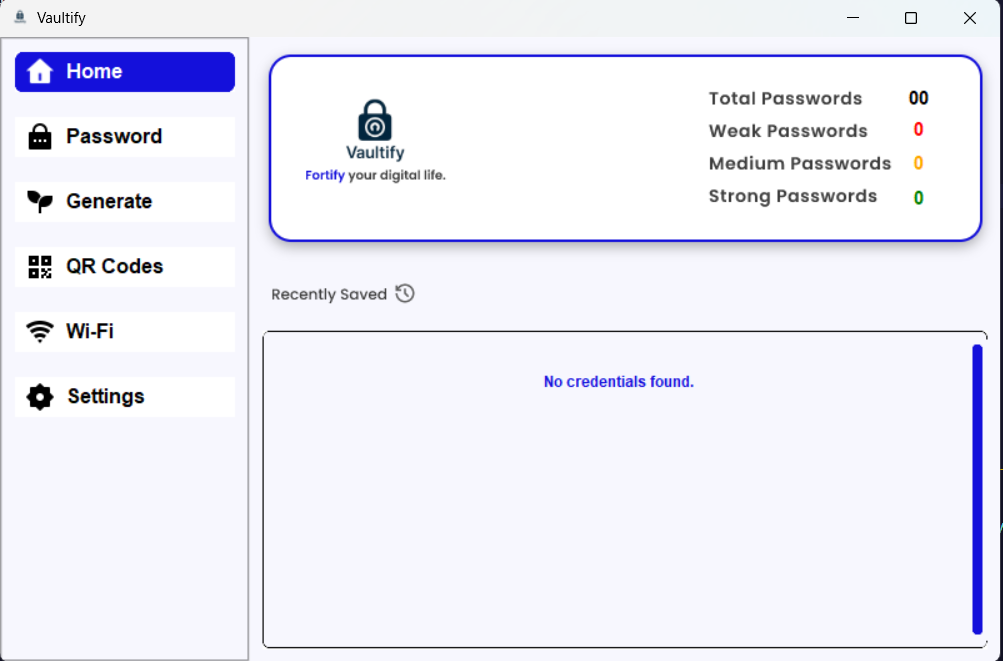 Vaultify
Home
Password
Generate
QR Codes
Wi-Fi
Settings
Vaultify
Fortify your digital life.
Total Passwords 00
Weak Passwords 0
Medium Passwords 0
Strong Passwords 0
Recently Saved
No credentials found.